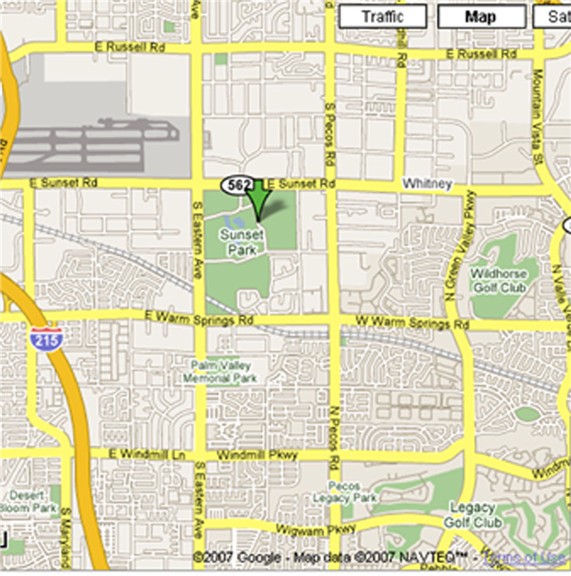 Traffic
Map
Sat
E Russell Rd
E Russell Rd
Ave
hill Rd
Mountain Vista St
S Pecos Rd
E Sunset Rd
562
E Sunset Rd
Whitney
S Eastern Ave
Sunset
Park
N Green Valley Pkwy
Wildhorse
Golf Club
E Warm Springs Rd
W Warm Springs Rd
215
Palm Valley
Memorial Park
N Pecos Rd
E Windmill Ln
Windmill Pkwy
Windm
Desert
Bloom Park
S Maryland
S Eastern Ave
Pecos
Legacy Park
Legacy
Golf Club
Wigwam Pkwy
©2007 Google - Map data ©2007 NAVTEQ™ - Terms of Use